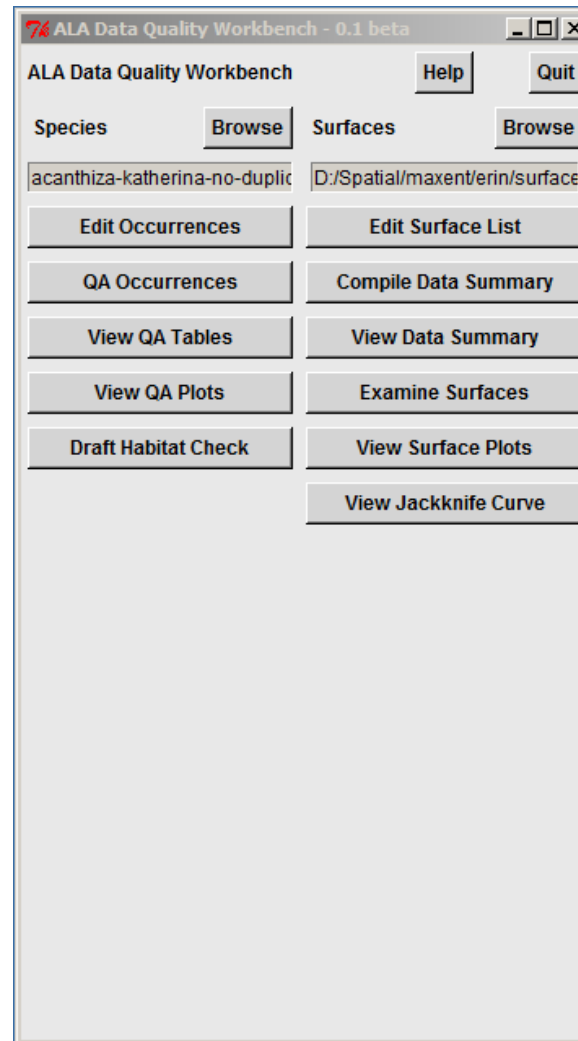 ALA Data Quality Workbench - 0.1 beta
ALA Data Quality Workbench Help Quit
Species Browse Surfaces Browse
acanthiza-katherina-no-duplic D:/Spatial/maxent/erin/surface
Edit Occurrences Edit Surface List
QA Occurrences Compile Data Summary
View QA Tables View Data Summary
View QA Plots Examine Surfaces
Draft Habitat Check View Surface Plots
View Jackknife Curve